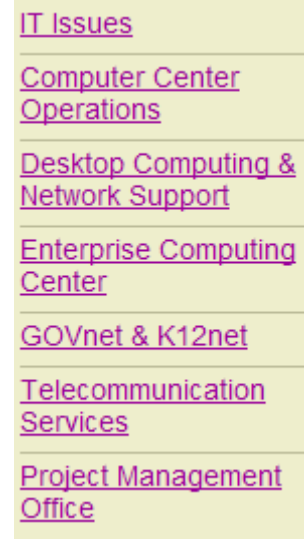 IT Issues
Computer Center
Operations
Desktop Computing &
Network Support
Enterprise Computing
Center
GOVnet & K12net
Telecommunication
Services
Project Management
Office